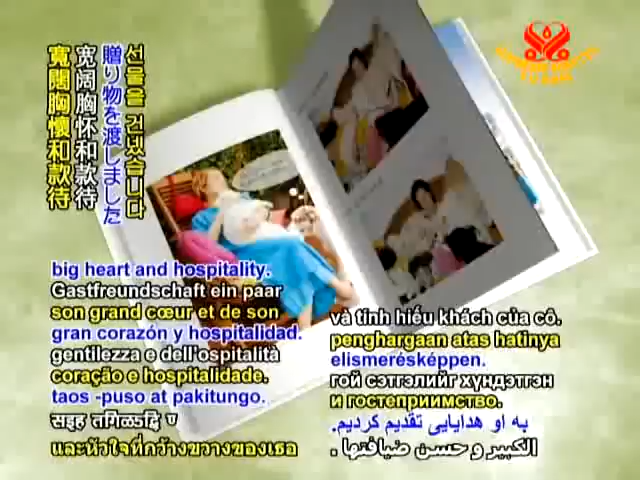 선물을 건넸습니다
贈り物を渡しました
宽阔胸怀和款待
寬闊胸懷和款待
big heart and hospitality.
Gastfreundschaft ein paar
son grand cœur et de son
gran corazón y hospitalidad.
gentilezza e dell'ospitalità
coração e hospitalidade.
taos -puso at pakitungo.
และหัวใจที่กว้างขวางของเธอ
và tính hiếu khách của cô.
penghargaan atas hatinya
elismerésképpen.
гой сэтгэлийг хүндэтгэн
и гостеприимство.
به او هدایایی تقدیم کردیم.
الكبير و حسن ضيافتها .